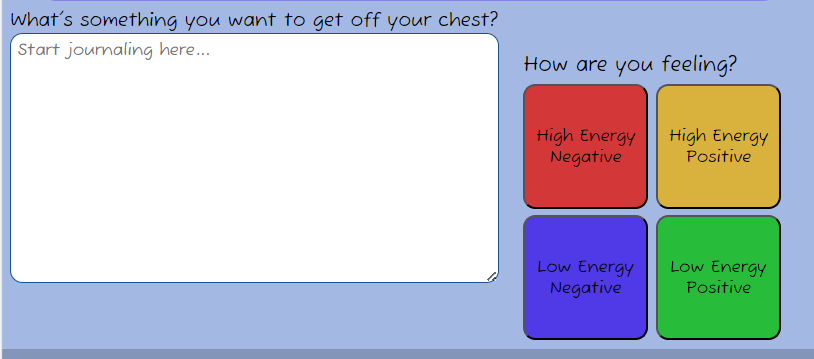 What's something you want to get off your chest?
Start journaling here...
How are you feeling?
High Energy
Negative
High Energy
Positive
Low Energy
Negative
Low Energy
Positive